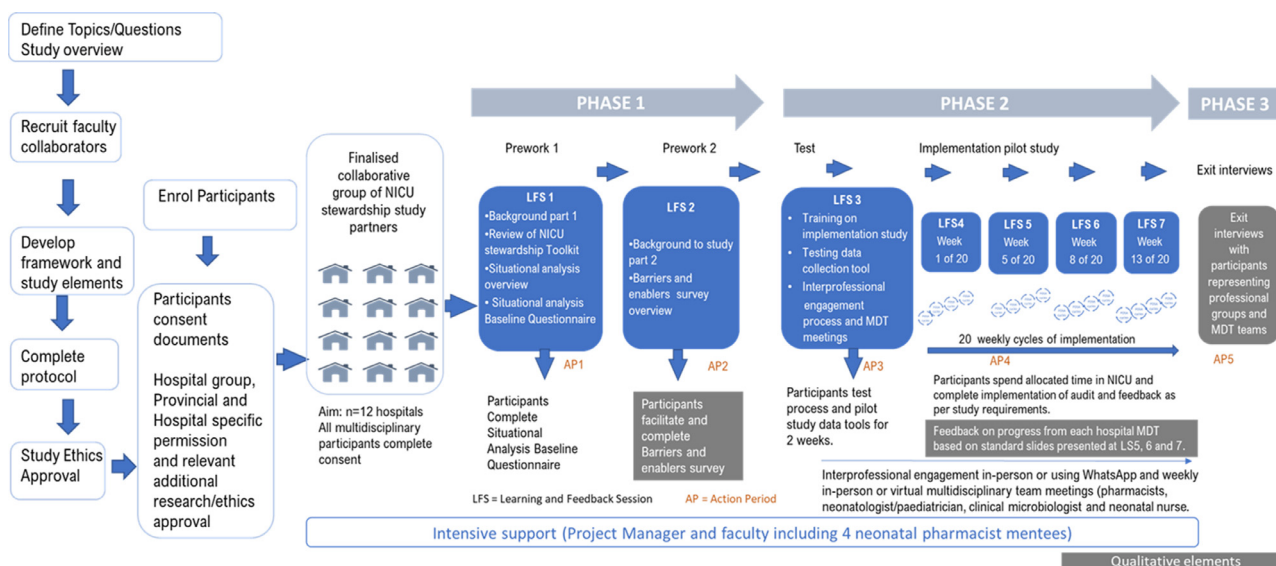 Define Topics/Questions
Study overview
Recruit faculty
collaborators
Develop
framework and
study elements
Complete
protocol
Study Ethics
Approval
Enrol Participants
Participants
consent
documents
Hospital group,
Provincial and
Hospital specific
permission
and relevant
additional
research/ethics
approval
Finalised
collaborative
group of NICU
stewardship study
partners
Aim: n=12 hospitals
All multidisciplinary
participants complete
consent
PHASE 1
Prework 1
Prework 2
LFS 1
•Background part 1
•Review of NICU
stewardship Toolkit
•Situational analysis
overview
• Situational analysis
Baseline Questionnaire
AP1
Participants
Complete
Situational
Analysis Baseline
Questionnaire
LFS 2
•Background to study
part 2
•Barriers and
enablers survey
overview
AP2
Participants
facilitate and
complete
Barriers and
enablers survey
LFS = Learning and Feedback Session
AP = Action Period
PHASE 2
Test
Implementation pilot study
LFS 3
• Training on
implementation study
• Testing data
collection tool
• Interprofessional
engagement
process and MDT
meetings
AP3
Participants test
process and pilot
study data tools for
2 weeks.
LFS4
Week
1 of 20
LFS 5
Week
5 of 20
LFS 6
Week
8 of 20
LFS 7
Week
13 of 20
20 weekly cycles of implementation
AP4
Participants spend allocated time in NICU and
complete implementation of audit and feedback as
per study requirements.
Feedback on progress from each hospital MDT
based on standard slides presented at LS5, 6 and 7.
Interprofessional engagement in-person or using WhatsApp and weekly
in-person or virtual multidisciplinary team meetings (pharmacists,
neonatologist/paediatrician, clinical microbiologist and neonatal nurse.
PHASE 3
Exit interviews
Exit
interviews
with
participants
representing
professional
groups and
MDT teams
AP5
Intensive support (Project Manager and faculty including 4 neonatal pharmacist mentees)
Qualitative elements